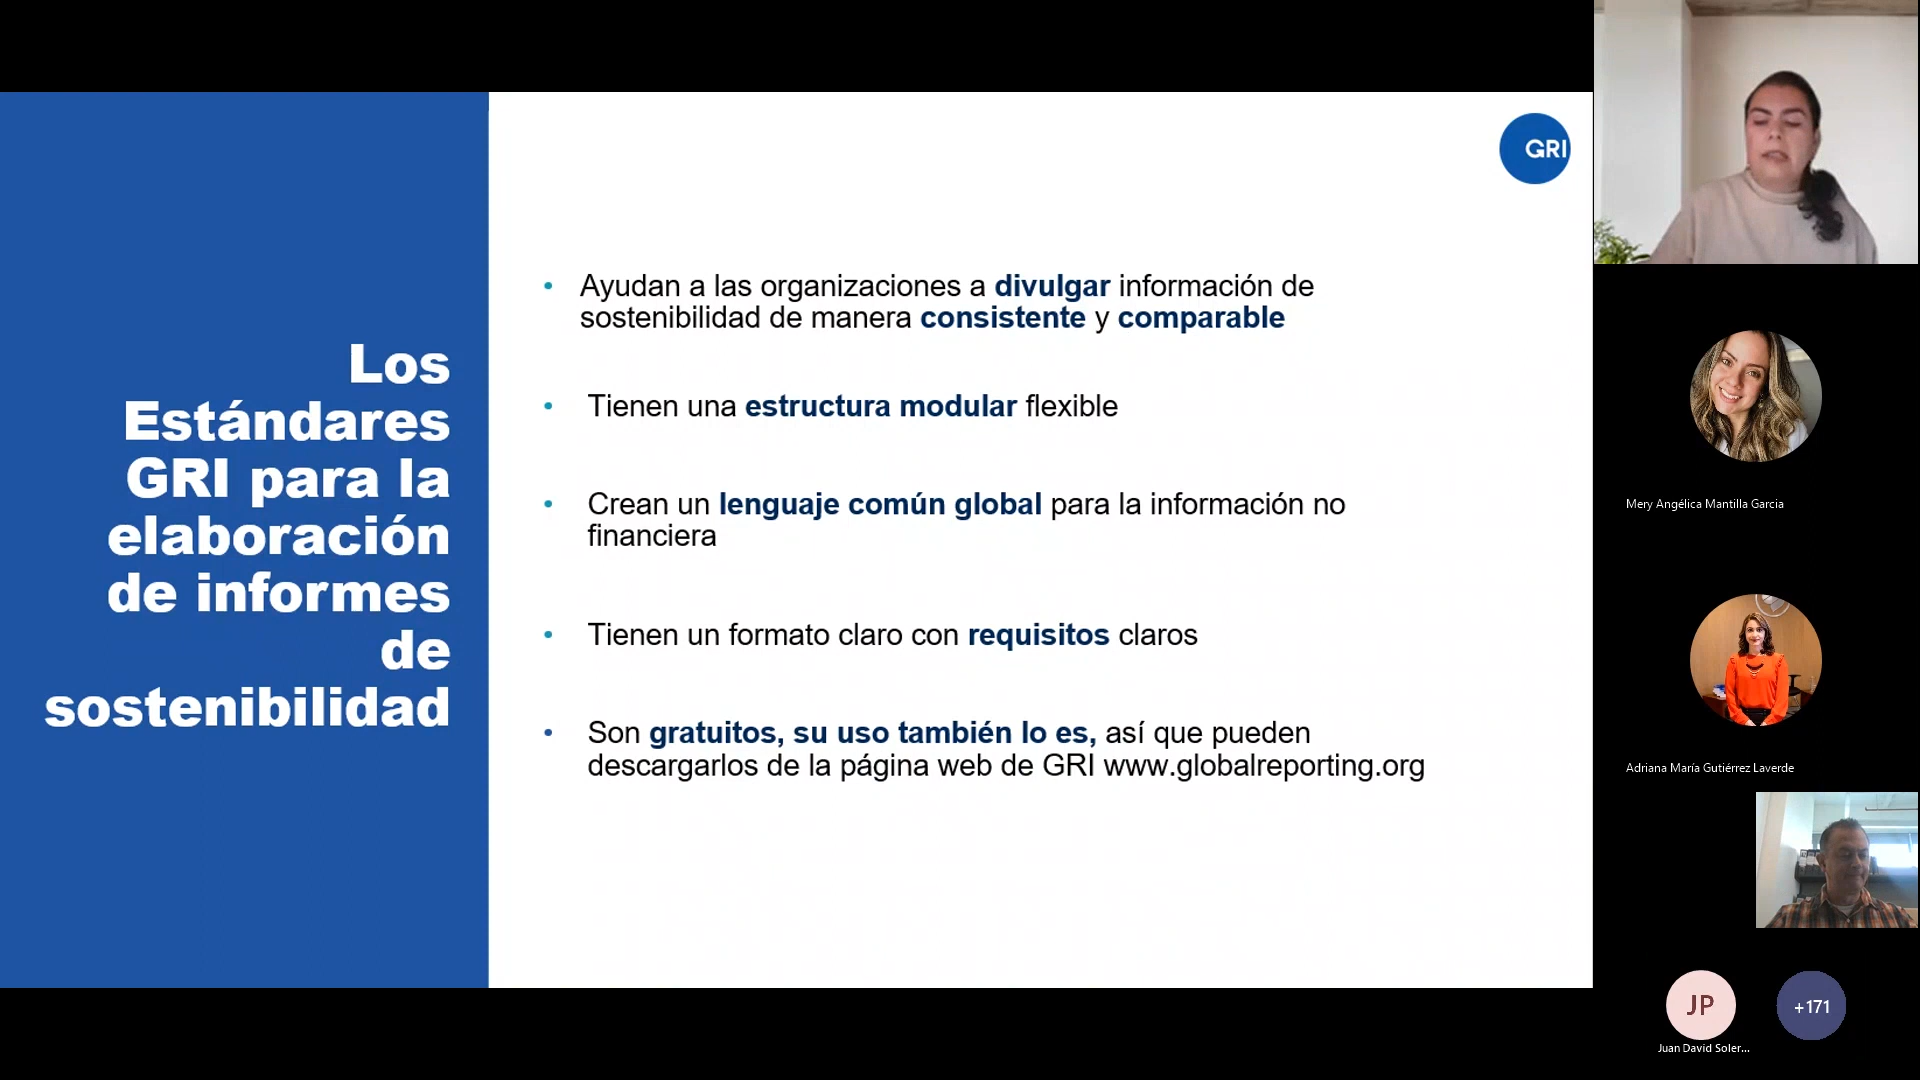 Los
Estándares
GRI para la
elaboración
de informes
de
sostenibilidad
GRI
• Ayudan a las organizaciones a divulgar información de
sostenibilidad de manera consistente y comparable
• Tienen una estructura modular flexible
• Crean un lenguaje común global para la información no
financiera
• Tienen un formato claro con requisitos claros
• Son gratuitos, su uso también lo es, así que pueden
descargarlos de la página web de GRI www.globalreporting.org
Mery Angélica Mantilla Garcia
Adriana María Gutiérrez Laverde
JP
+171
Juan David Soler...